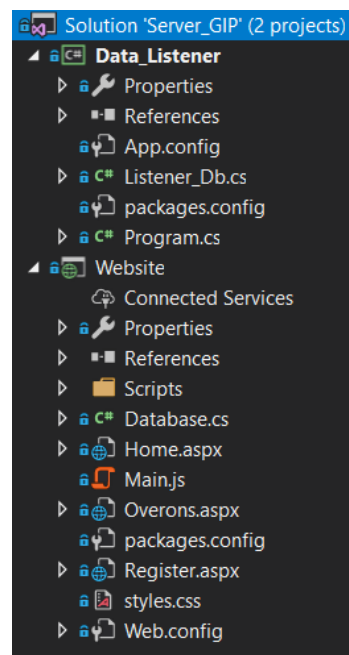 Solution 'Server_GIP' (2 projects)
C# Data_Listener
Properties
References
App.config
C# Listener_Db.cs
packages.config
C# Program.cs
Website
Connected Services
Properties
References
Scripts
C# Database.cs
Home.aspx
Main.js
Overons.aspx
packages.config
Register.aspx
styles.css
Web.config